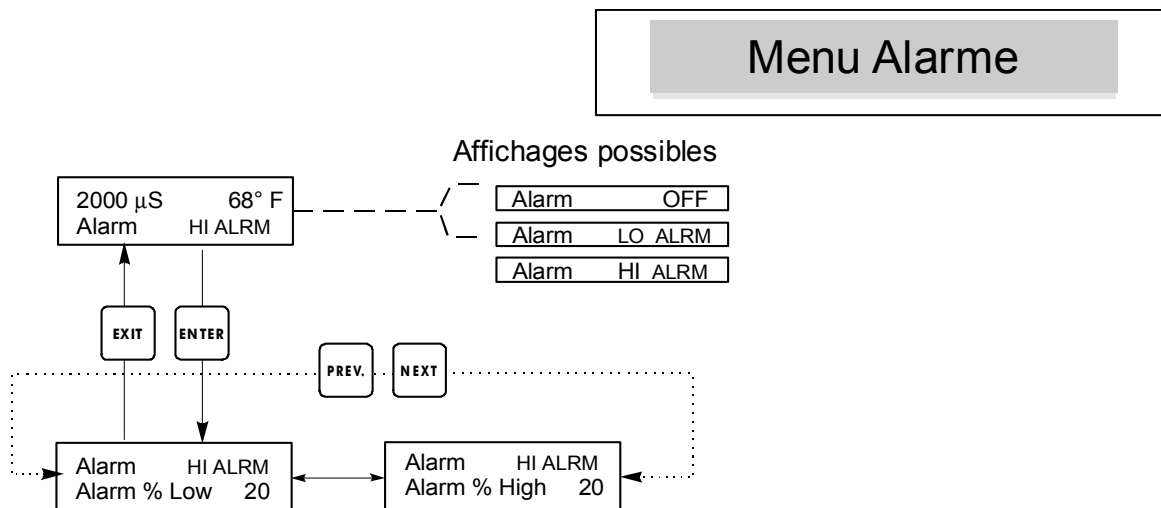 Menu Alarme
Affichages possibles
2000 μS 68° F
Alarm HI ALRM
Alarm OFF
Alarm LO ALRM
Alarm HI ALRM
EXIT
ENTER
PREV.
NEXT
Alarm HI ALRM
Alarm % Low 20
Alarm HI ALRM
Alarm % High 20